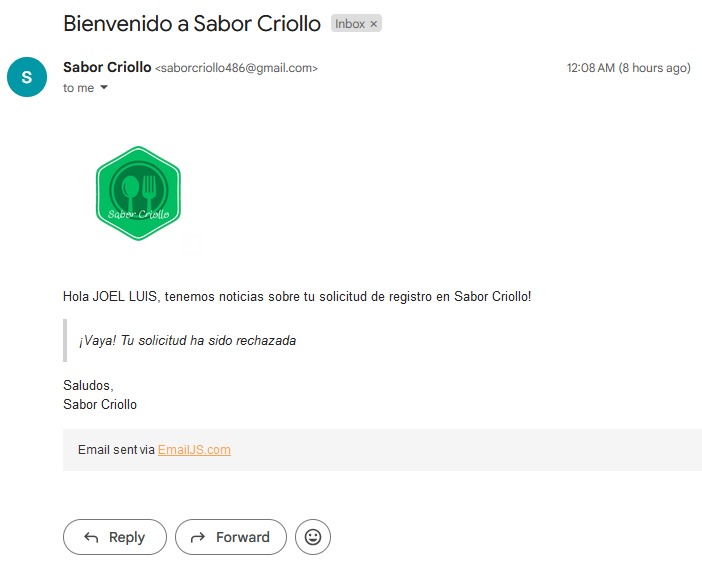 Bienvenido a Sabor Criollo Inbox ×
S
Sabor Criollo <saborcriollo486@gmail.com> 12:08 AM (8 hours ago)
to me
Sabor Criollo
Hola JOEL LUIS, tenemos noticias sobre tu solicitud de registro en Sabor Criollo!
¡Vaya! Tu solicitud ha sido rechazada
Saludos,
Sabor Criollo
Email sent via EmailJS.com
Reply Forward